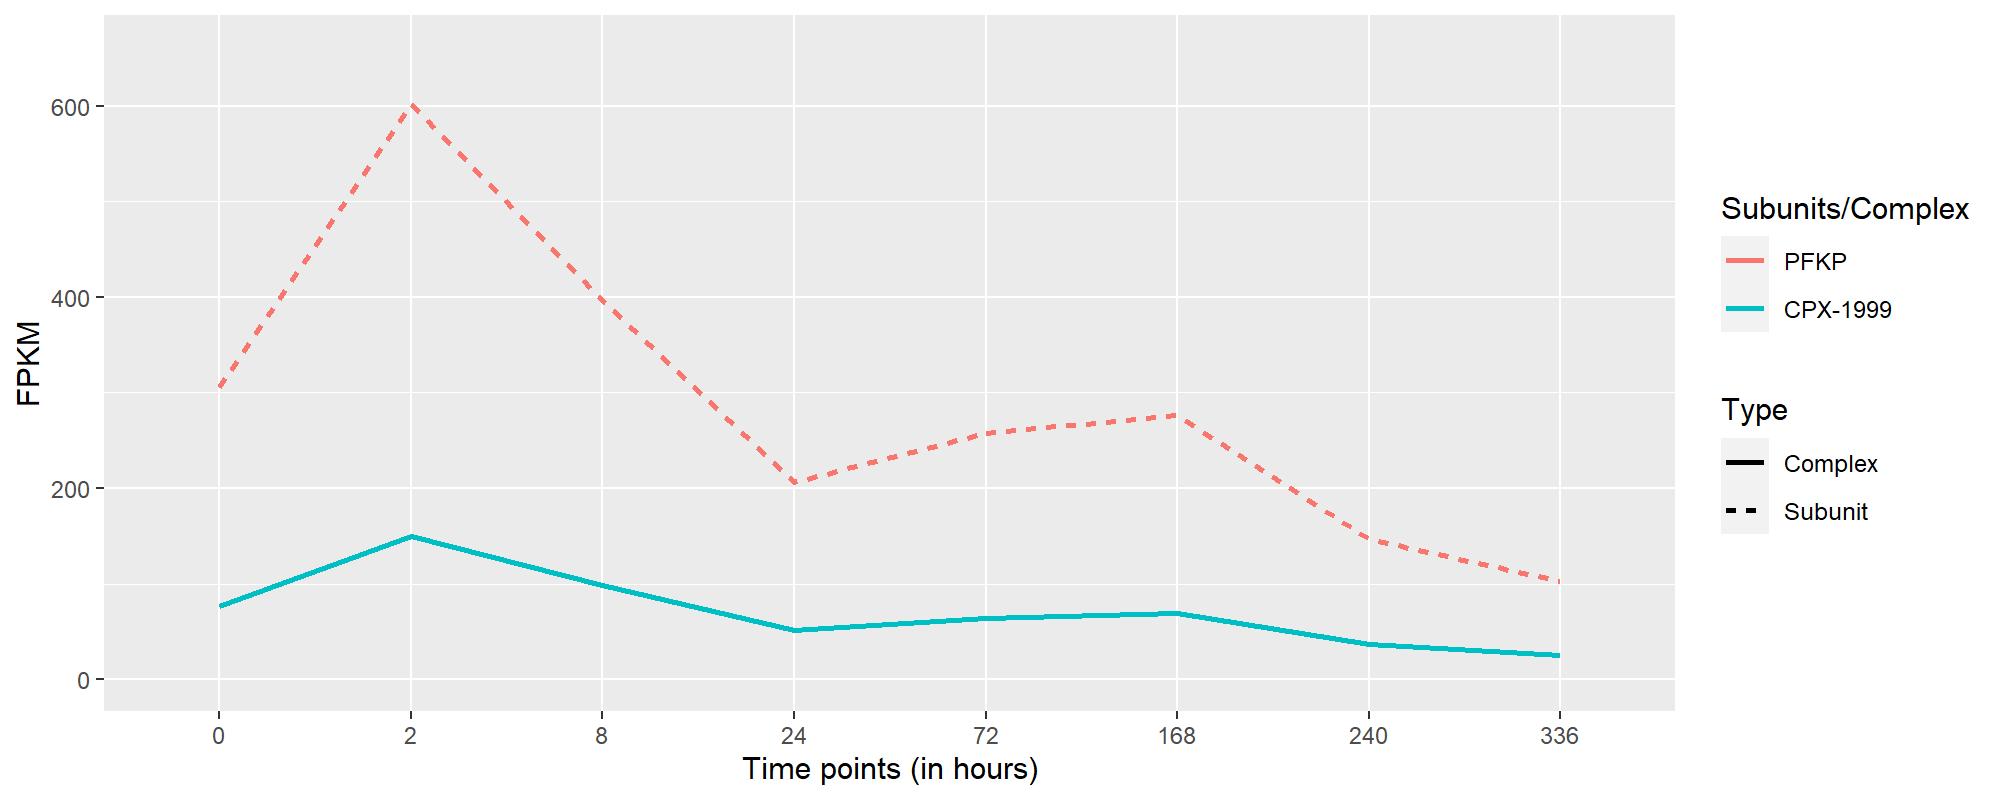 600
400
200
0
FPKM
0 2 8 24 72 168 240 336
Time points (in hours)
Subunits/Complex
PFKP
CPX-1999
Type
Complex
Subunit